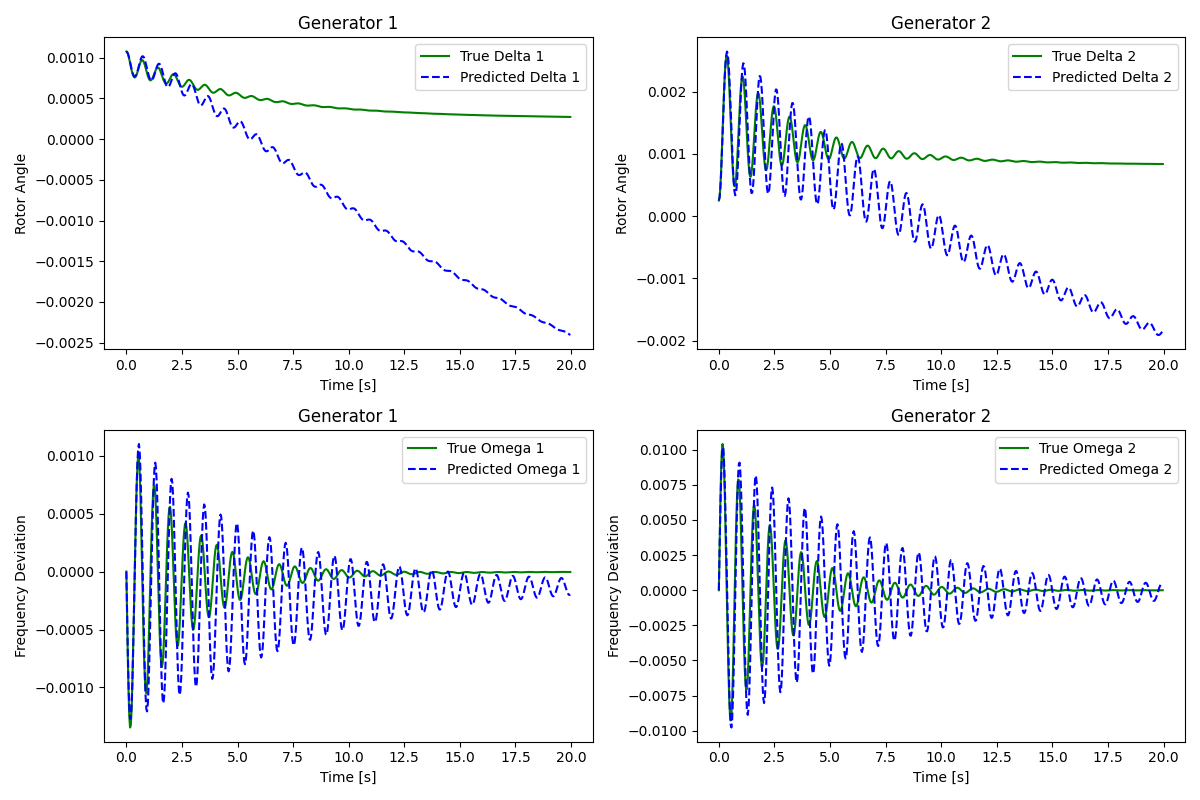 Generator 1
True Delta 1
Predicted Delta 1
Rotor Angle
0.0010
0.0005
0.0000
−0.0005
−0.0010
−0.0015
−0.0020
−0.0025
0.0 2.5 5.0 7.5 10.0 12.5 15.0 17.5 20.0
Time [s]
Generator 2
True Delta 2
Predicted Delta 2
Rotor Angle
0.002
0.001
0.000
−0.001
−0.002
0.0 2.5 5.0 7.5 10.0 12.5 15.0 17.5 20.0
Time [s]
Generator 1
True Omega 1
Predicted Omega 1
Frequency Deviation
0.0010
0.0005
0.0000
−0.0005
−0.0010
0.0 2.5 5.0 7.5 10.0 12.5 15.0 17.5 20.0
Time [s]
Generator 2
True Omega 2
Predicted Omega 2
Frequency Deviation
0.0100
0.0075
0.0050
0.0025
0.0000
−0.0025
−0.0050
−0.0075
−0.0100
0.0 2.5 5.0 7.5 10.0 12.5 15.0 17.5 20.0
Time [s]